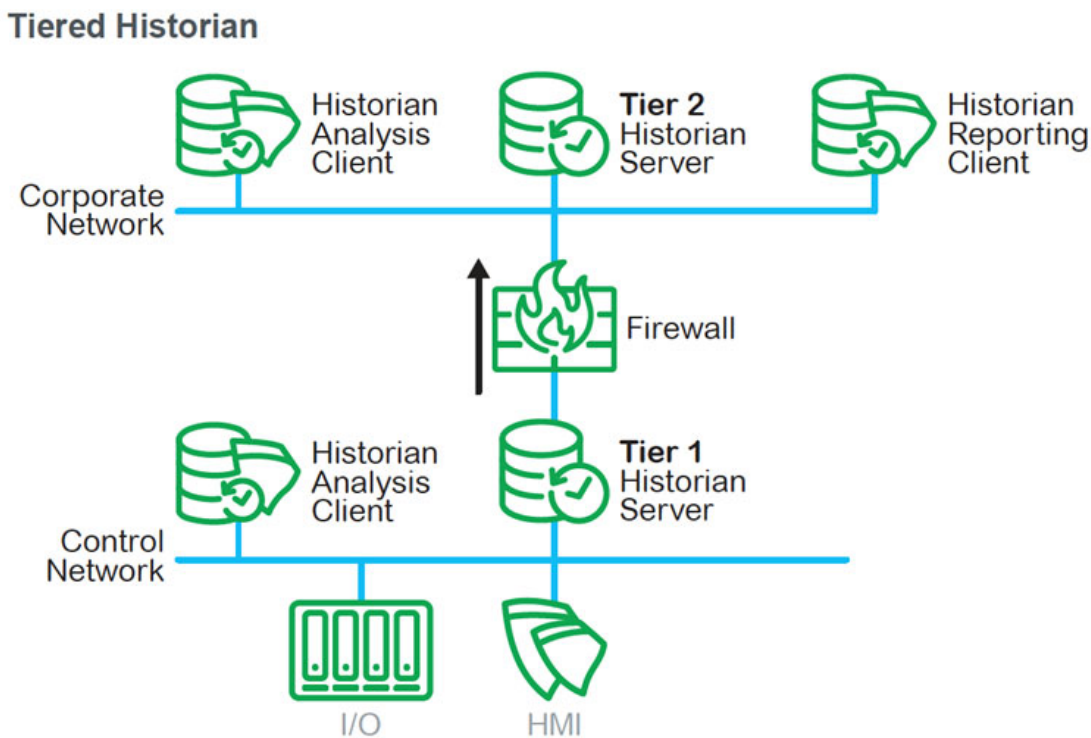 Tiered Historian
Historian
Analysis
Client
Tier 2
Historian
Server
Historian
Reporting
Client
Corporate
Network
Firewall
Historian
Analysis
Client
Tier 1
Historian
Server
Control
Network
I/O
HMI